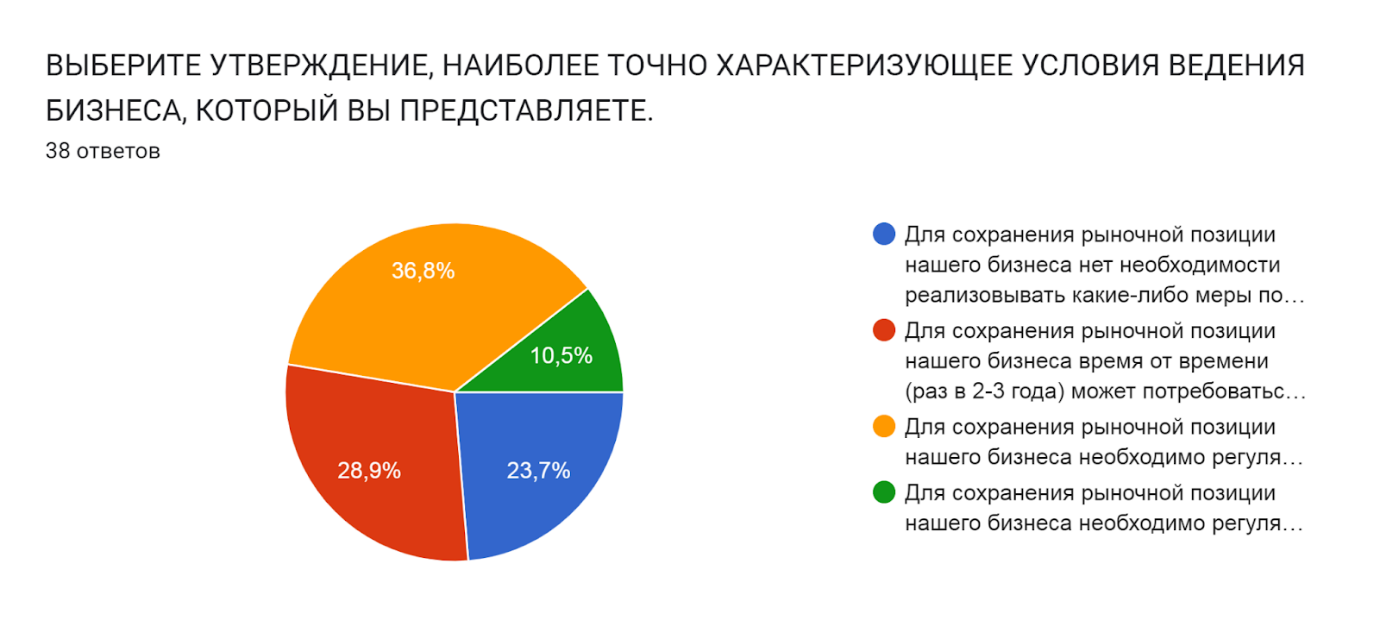 ВЫБЕРИТЕ УТВЕРЖДЕНИЕ, НАИБОЛЕЕ ТОЧНО ХАРАКТЕРИЗУЮЩЕЕ УСЛОВИЯ ВЕДЕНИЯ
БИЗНЕСА, КОТОРЫЙ ВЫ ПРЕДСТАВЛЯЕТЕ.
38 ответов
36,8%
10,5%
28,9%
23,7%
Для сохранения рыночной позиции
нашего бизнеса нет необходимости
реализовывать какие-либо меры по…
Для сохранения рыночной позиции
нашего бизнеса время от времени
(раз в 2-3 года) может потребоватьс…
Для сохранения рыночной позиции
нашего бизнеса необходимо регуля…
Для сохранения рыночной позиции
нашего бизнеса необходимо регуля…